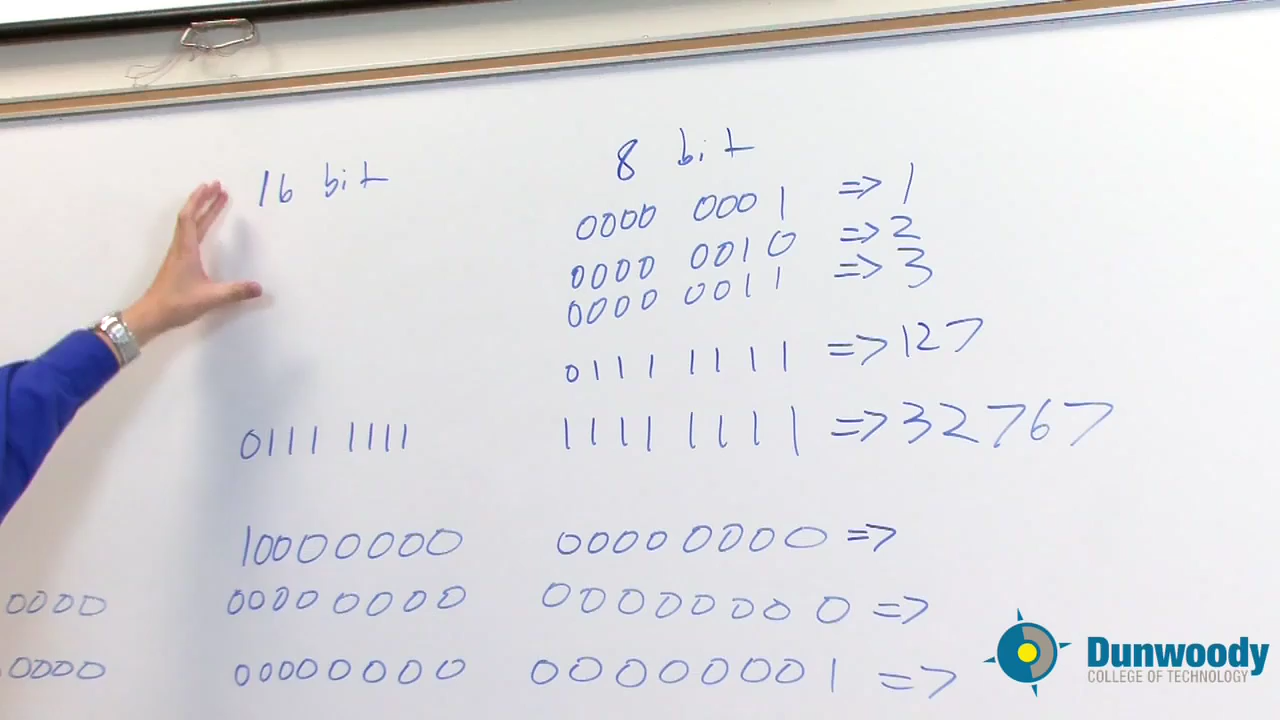 16 bit 8 bit
0000 0001 => 1
0000 0010 => 2
0000 0011 => 3
0111 1111 => 127
0111 1111 1111 1111 => 32767
10000000 00000000 =>
0000 0000 0000 00000000 =>
0000 00000000 00000001 =>
Dunwoody
COLLEGE OF TECHNOLOGY